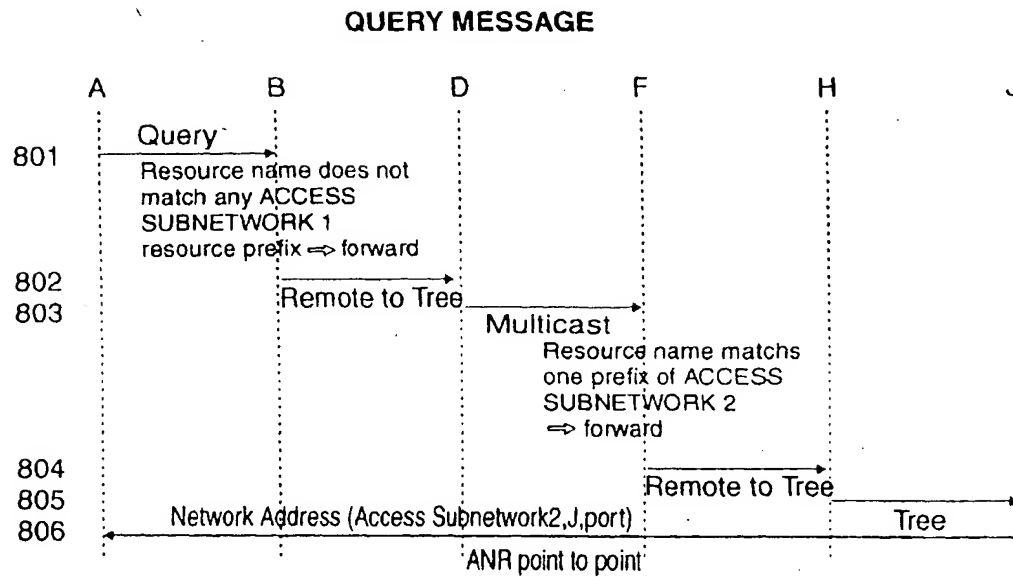 QUERY MESSAGE
A B D F H J
801 Query
Resource name does not
match any ACCESS
SUBNETWORK 1
resource prefix ⇒ forward
802 Remote to Tree
803 Multicast
Resource name matchs
one prefix of ACCESS
SUBNETWORK 2
⇒ forward
804 Remote to Tree
805 Tree
806 Network Address (Access Subnetwork2,J,port)
ANR point to point